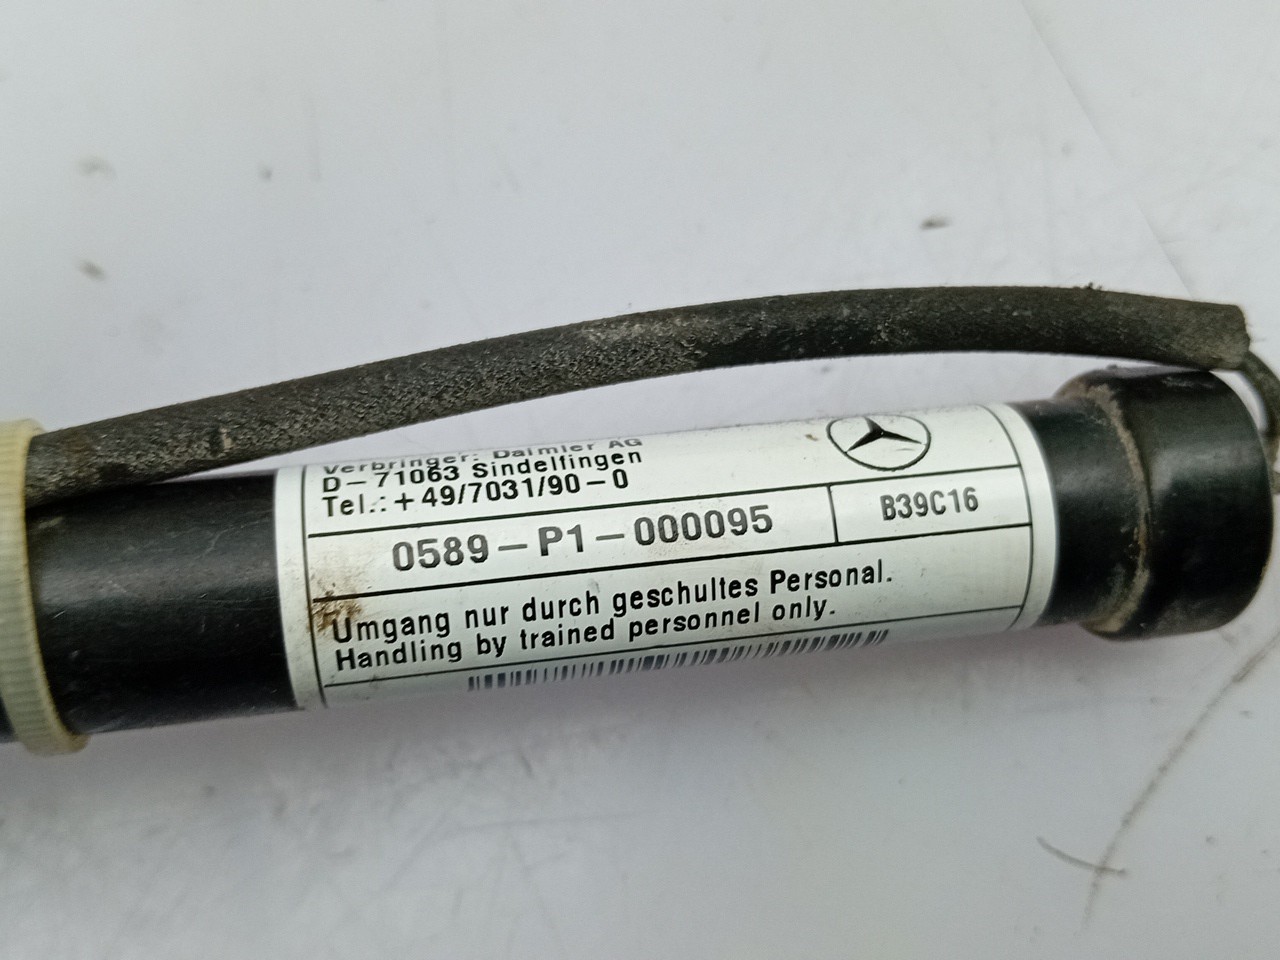 Verbringer: Daimler AG
D-71063 Sindelfingen
Tel.: +49/7031/90-0
0589-P1-000095
B39C16
Umgang nur durch geschultes Personal.
Handling by trained personnel only.